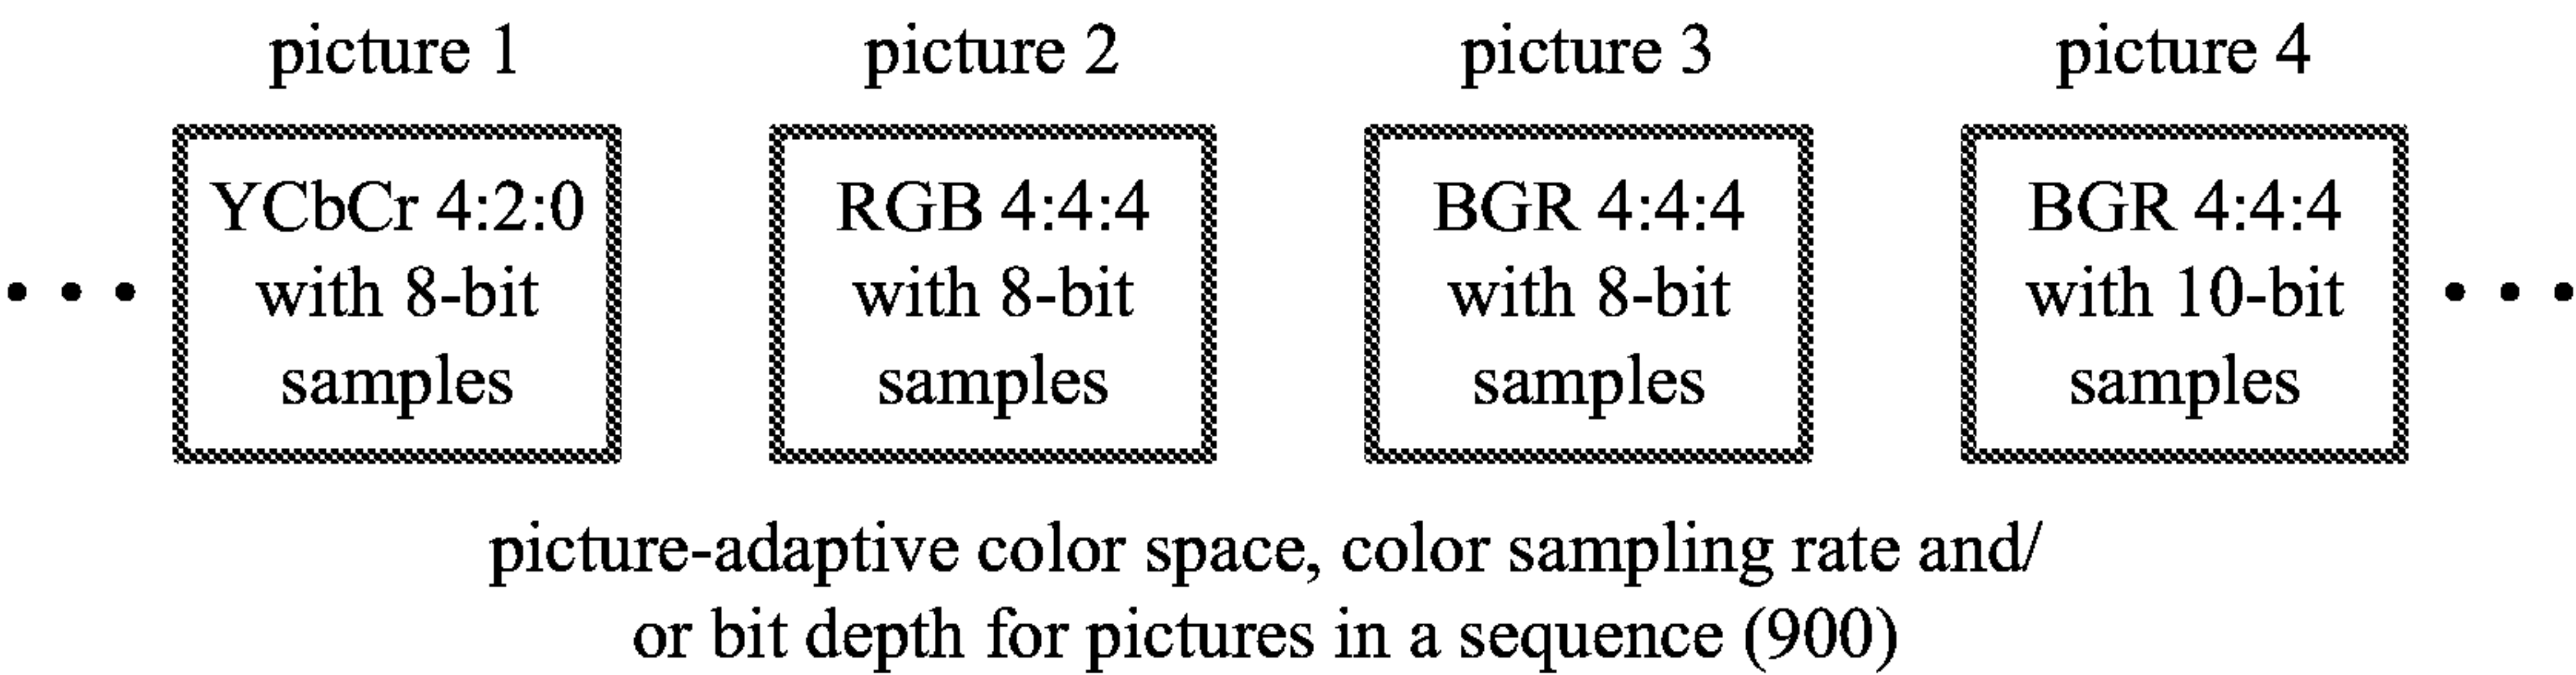 picture 1
picture 2
picture 3
picture 4
YCbCr 4:2:0
with 8-bit
samples
RGB 4:4:4
with 8-bit
samples
BGR 4:4:4
with 8-bit
samples
BGR 4:4:4
with 10-bit
samples
picture-adaptive color space, color sampling rate and/
or bit depth for pictures in a sequence (900)